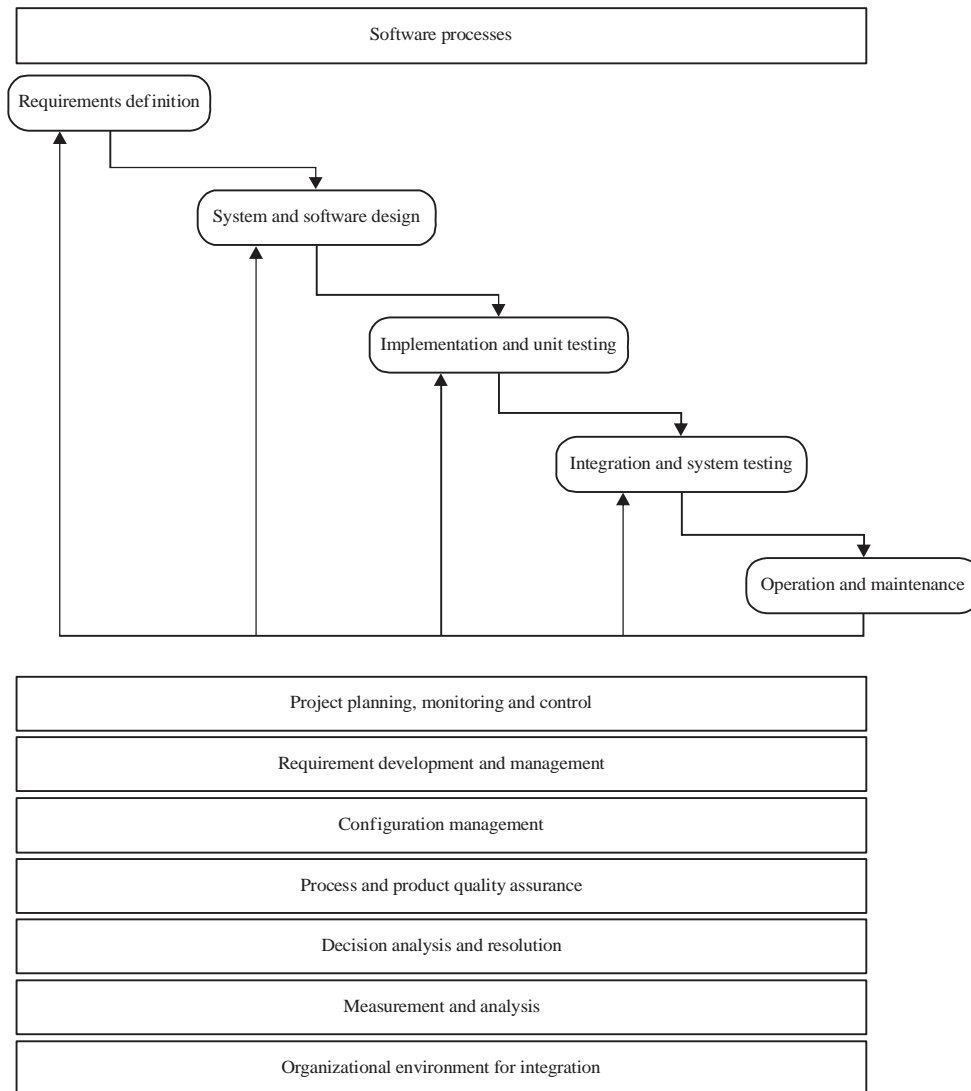 Software processes
Requirements definition
System and software design
Implementation and unit testing
Integration and system testing
Operation and maintenance
Project planning, monitoring and control
Requirement development and management
Configuration management
Process and product quality assurance
Decision analysis and resolution
Measurement and analysis
Organizational environment for integration